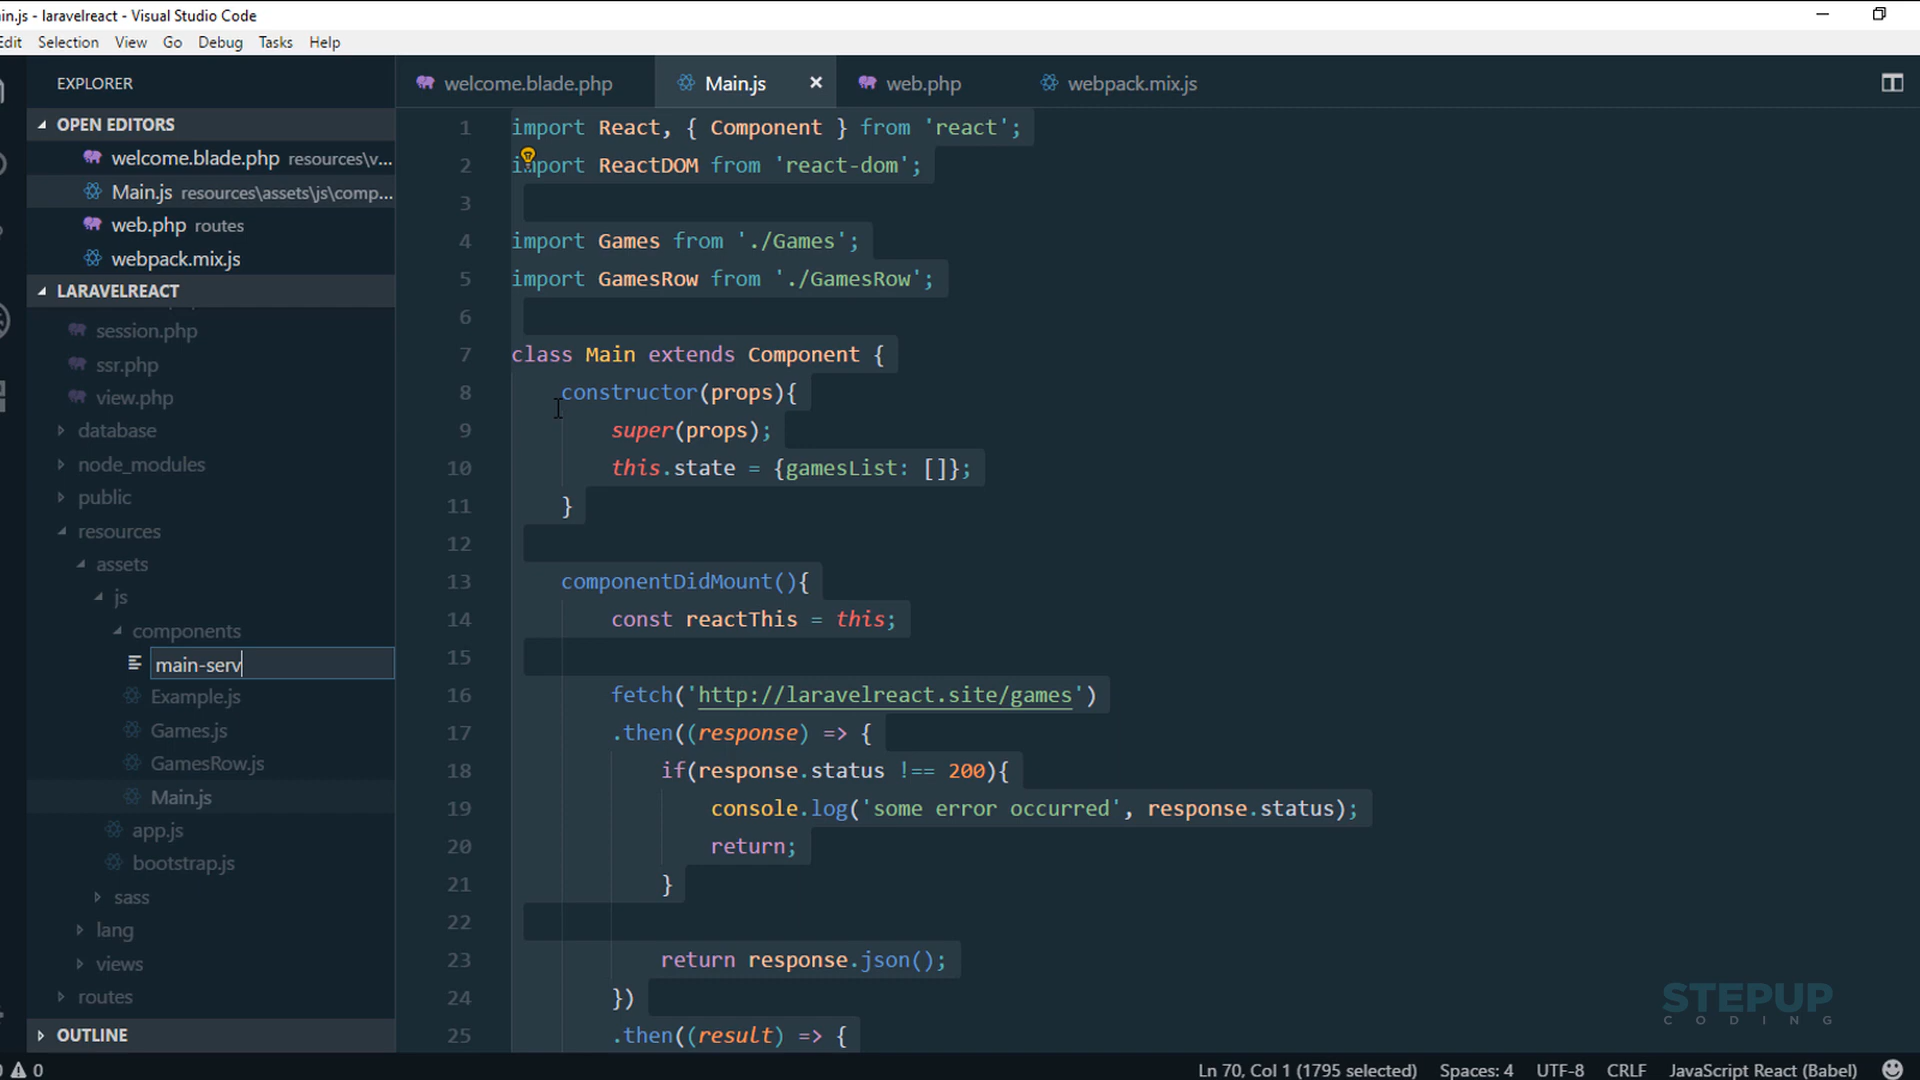 in.js - laravelreact - Visual Studio Code
Edit Selection View Go Debug Tasks Help
EXPLORER
OPEN EDITORS
welcome.blade.php resources\v...
Main.js resources\assets\js\comp...
web.php routes
webpack.mix.js
LARAVELREACT
session.php
ssr.php
view.php
database
node_modules
public
resources
assets
js
components
main-serv
Example.js
Games.js
GamesRow.js
Main.js
app.js
bootstrap.js
sass
lang
views
routes
OUTLINE
welcome.blade.php Main.js web.php webpack.mix.js
1 import React, { Component } from 'react';
2 import ReactDOM from 'react-dom';
3
4 import Games from './Games';
5 import GamesRow from './GamesRow';
6
7 class Main extends Component {
8 constructor(props){
9 super(props);
10 this.state = {gamesList: []};
11 }
12
13 componentDidMount(){
14 const reactThis = this;
15
16 fetch('http://laravelreact.site/games')
17 .then((response) => {
18 if(response.status !== 200){
19 console.log('some error occurred', response.status);
20 return;
21 }
22
23 return response.json();
24 })
25 .then((result) => {
STEPUP
CODING
0 Ln 70, Col 1 (1795 selected) Spaces: 4 UTF-8 CRLF JavaScript React (Babel)